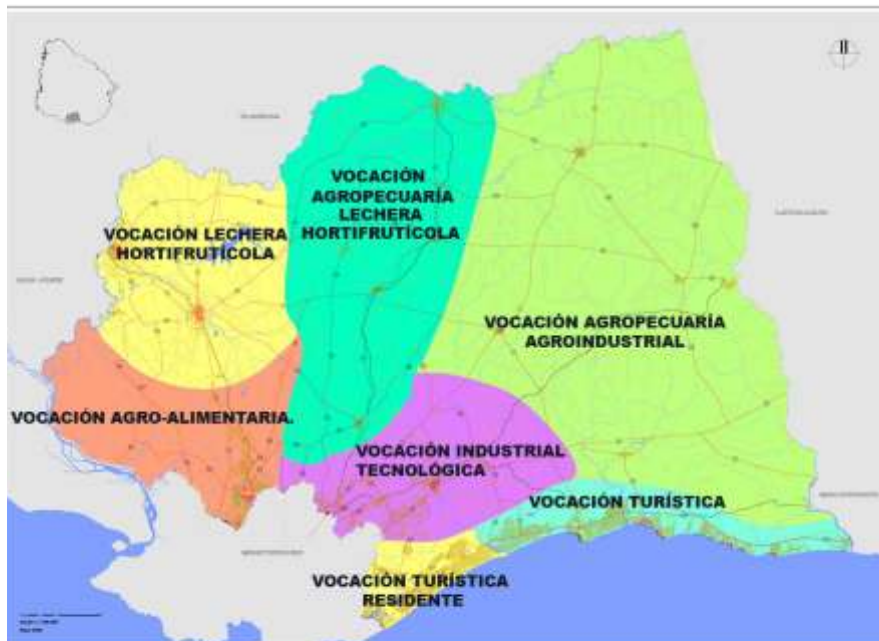 VOCACIÓN
AGROPECUARÍA
LECHERA
HORTIFRUTÍCOLA
VOCACIÓN LECHERA
HORTIFRUTÍCOLA
VOCACIÓN AGROPECUARÍA
AGROINDUSTRIAL
VOCACIÓN AGRO-ALIMENTARIA.
VOCACIÓN INDUSTRIAL
TECNOLÓGICA
VOCACIÓN TURÍSTICA
VOCACIÓN TURÍSTICA
RESIDENTE